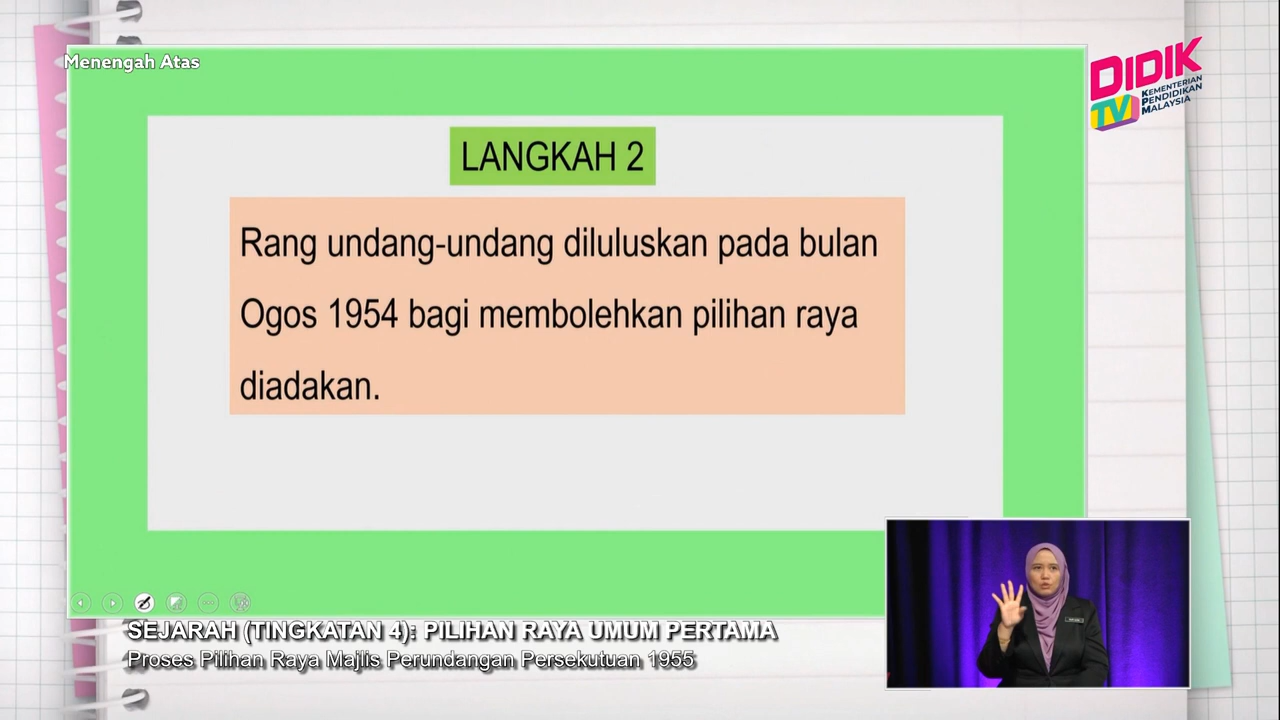 Menengah Atas
DIDIK
TV
KEMENTERIAN
PENDIDIKAN
MALAYSIA
LANGKAH 2
Rang undang-undang diluluskan pada bulan
Ogos 1954 bagi membolehkan pilihan raya
diadakan.
SEJARAH (TINGKATAN 4): PILIHAN RAYA UMUM PERTAMA
Proses Pilihan Raya Majlis Perundangan Persekutuan 1955